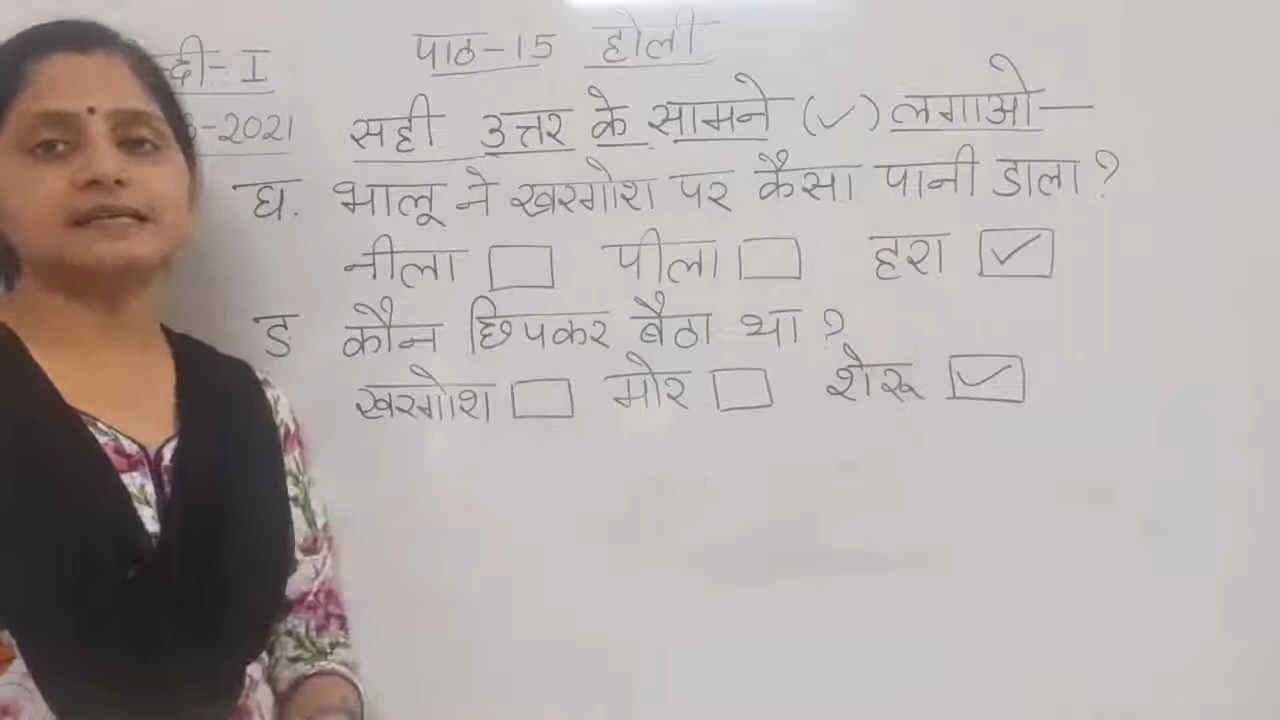 पाठ-15 होली
दी-I
-2021
सही उत्तर के सामने (✓) लगाओ—
घ. भालू ने खरगोश पर कैसा पानी डाला?
नीला ☐ पीला ☐ हरा ☑
ङ कौन छिपकर बैठा था?
खरगोश ☐ मोर ☐ शेरू ☑